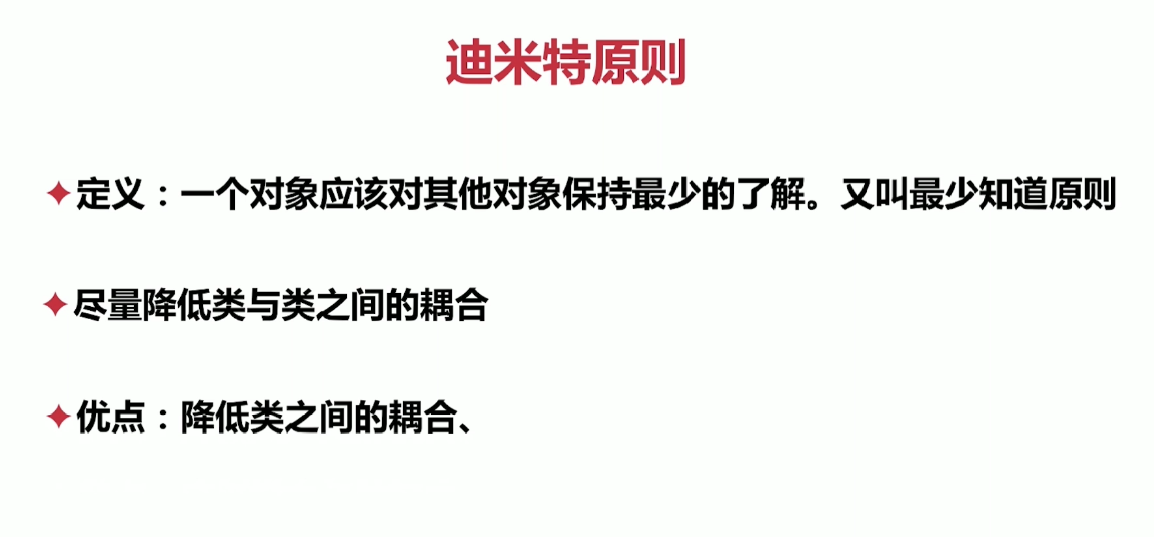 迪米特原则
定义：一个对象应该对其他对象保持最少的了解。又叫最少知道原则
尽量降低类与类之间的耦合
优点：降低类之间的耦合、